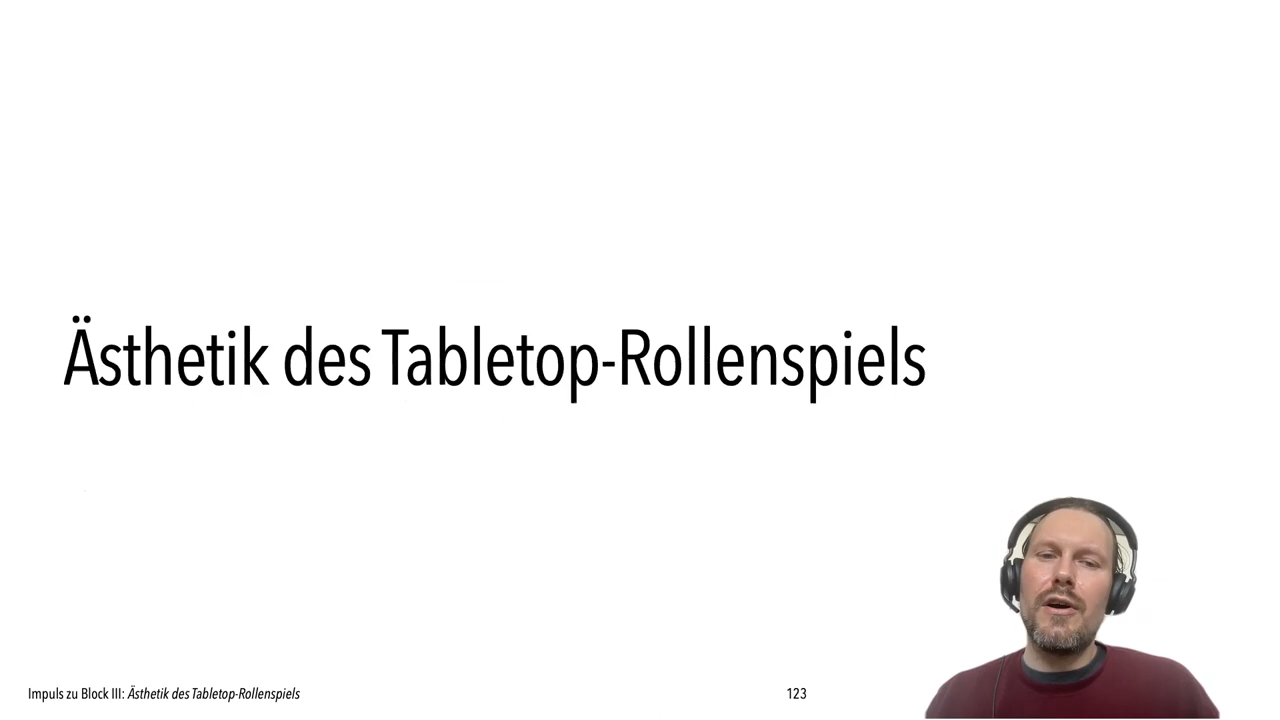 Ästhetik des Tabletop-Rollenspiels
Impuls zu Block III: Ästhetik des Tabletop-Rollenspiels
123